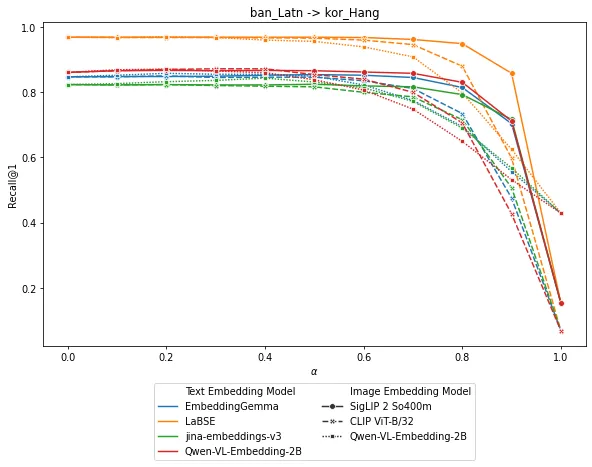 ban_Latn -> kor_Hang
Recall@1
1.0
0.8
0.6
0.4
0.2
0.0 0.2 0.4 0.6 0.8 1.0
α
Text Embedding Model Image Embedding Model
EmbeddingGemma SigLIP 2 So400m
LaBSE CLIP ViT-B/32
jina-embeddings-v3 Qwen-VL-Embedding-2B
Qwen-VL-Embedding-2B